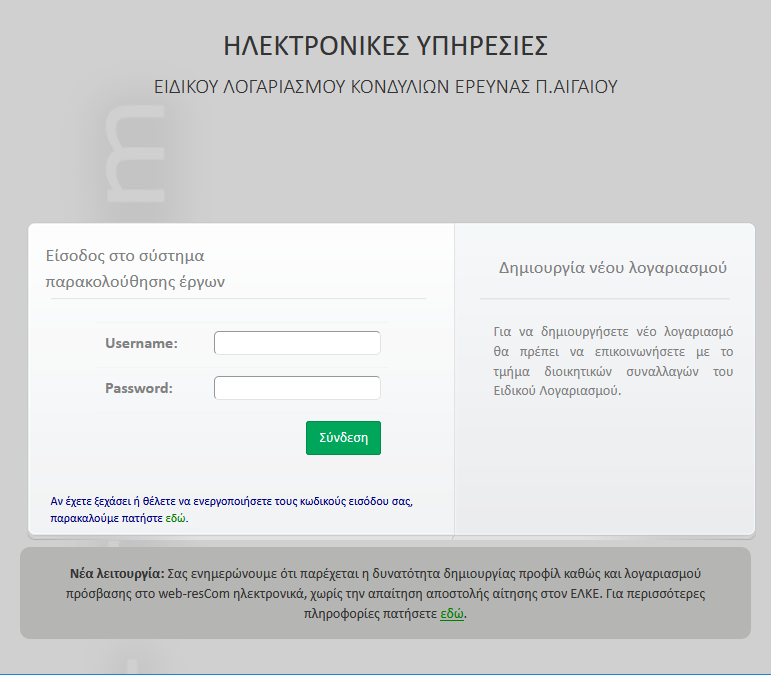 ΗΛΕΚΤΡΟΝΙΚΕΣ ΥΠΗΡΕΣΙΕΣ
ΕΙΔΙΚΟΥ ΛΟΓΑΡΙΑΣΜΟΥ ΚΟΝΔΥΛΙΩΝ ΕΡΕΥΝΑΣ Π.ΑΙΓΑΙΟΥ
m
Είσοδος στο σύστημα
παρακολούθησης έργων
Username:
Password:
Σύνδεση
Αν έχετε ξεχάσει ή θέλετε να ενεργοποιήσετε τους κωδικούς εισόδου σας,
παρακαλούμε πατήστε εδώ.
Δημιουργία νέου λογαριασμού
Για να δημιουργήσετε νέο λογαριασμό
θα πρέπει να επικοινωνήσετε με το
τμήμα διοικητικών συναλλαγών του
Ειδικού Λογαριασμού.
Νέα λειτουργία: Σας ενημερώνουμε ότι παρέχεται η δυνατότητα δημιουργίας προφίλ καθώς και λογαριασμού
πρόσβασης στο web-resCom ηλεκτρονικά, χωρίς την απαίτηση αποστολής αίτησης στον ΕΛΚΕ. Για περισσότερες
πληροφορίες πατήσετε εδώ.